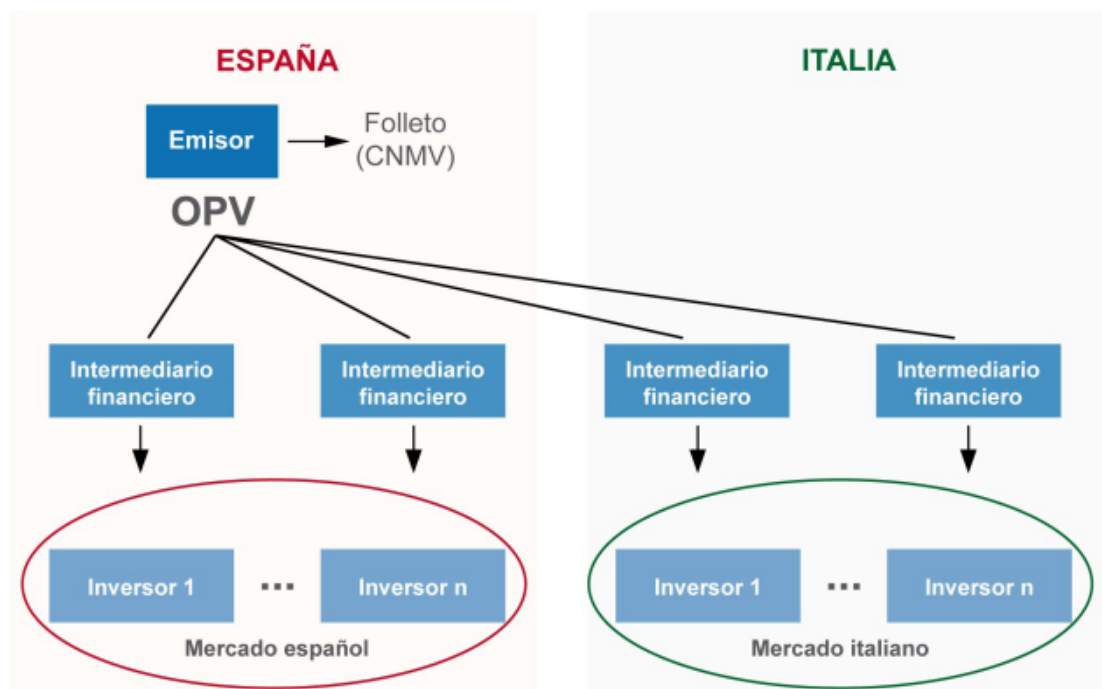 ESPAÑA
ITALIA
Emisor
Folleto
(CNMV)
OPV
Intermediario
financiero
Intermediario
financiero
Intermediario
financiero
Intermediario
financiero
Inversor 1
...
Inversor n
Inversor 1
...
Inversor n
Mercado español
Mercado italiano